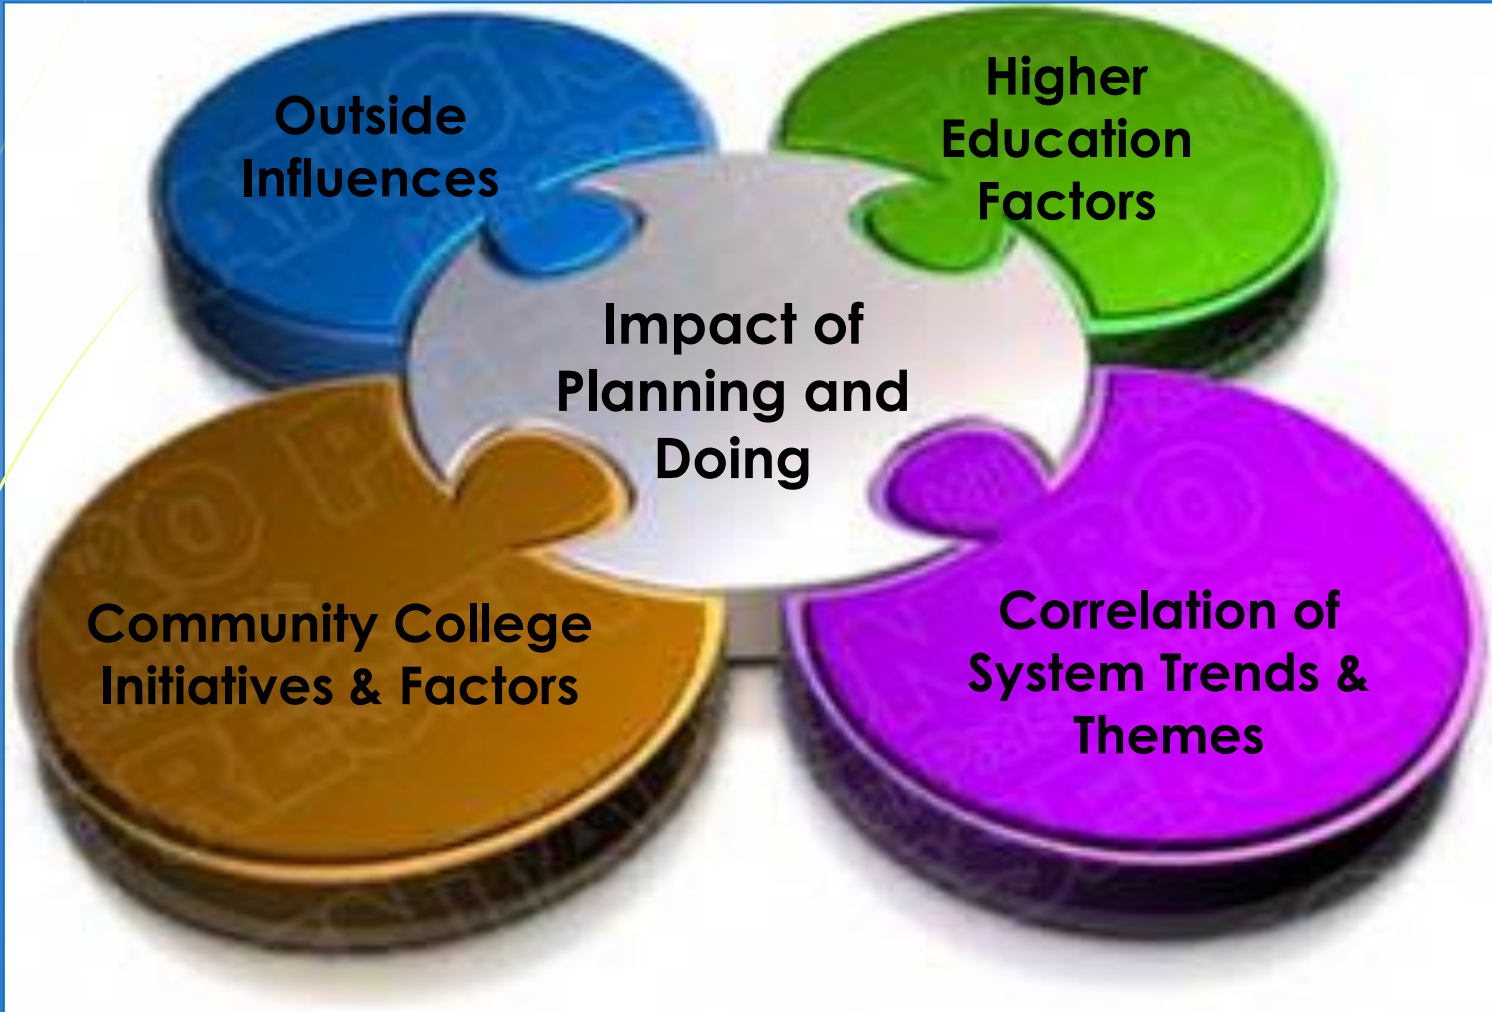 Outside
Influences
Higher
Education
Factors
Impact of
Planning and
Doing
Community College
Initiatives & Factors
Correlation of
System Trends &
Themes